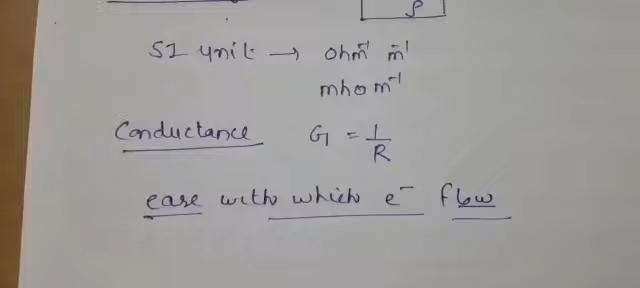 ρ
SI unit → ohm⁻¹ m⁻¹
mho m⁻¹
Conductance G = 1/R
ease with which e⁻ flow